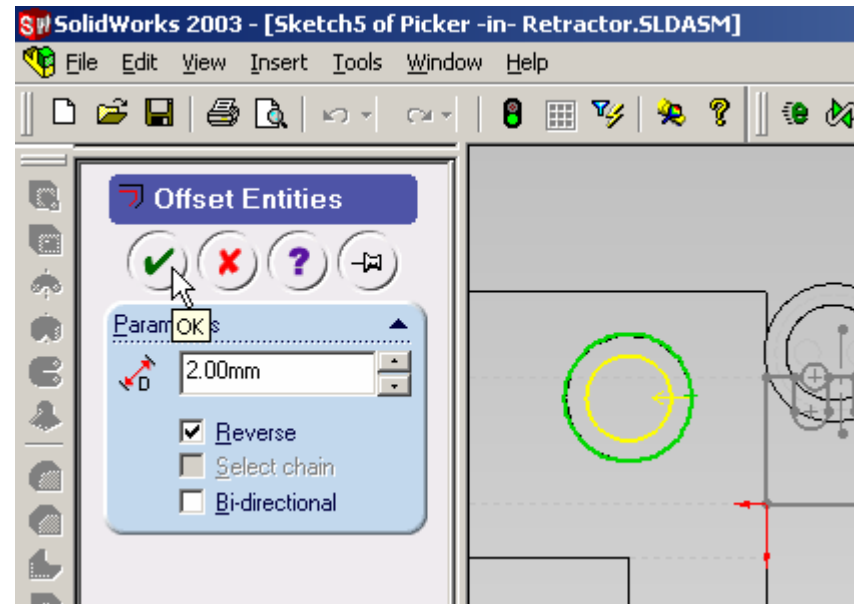 SolidWorks 2003 - [Sketch5 of Picker -in- Retractor.SLDASM]
File Edit View Insert Tools Window Help
Offset Entities
OK
D 2.00mm
Reverse
Select chain
Bi-directional